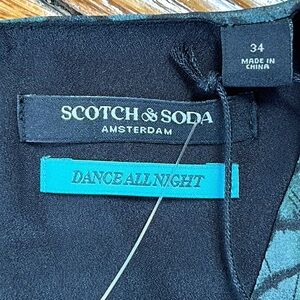 34
MADE IN
CHINA
SCOTCH & SODA
AMSTERDAM
DANCE ALL NIGHT